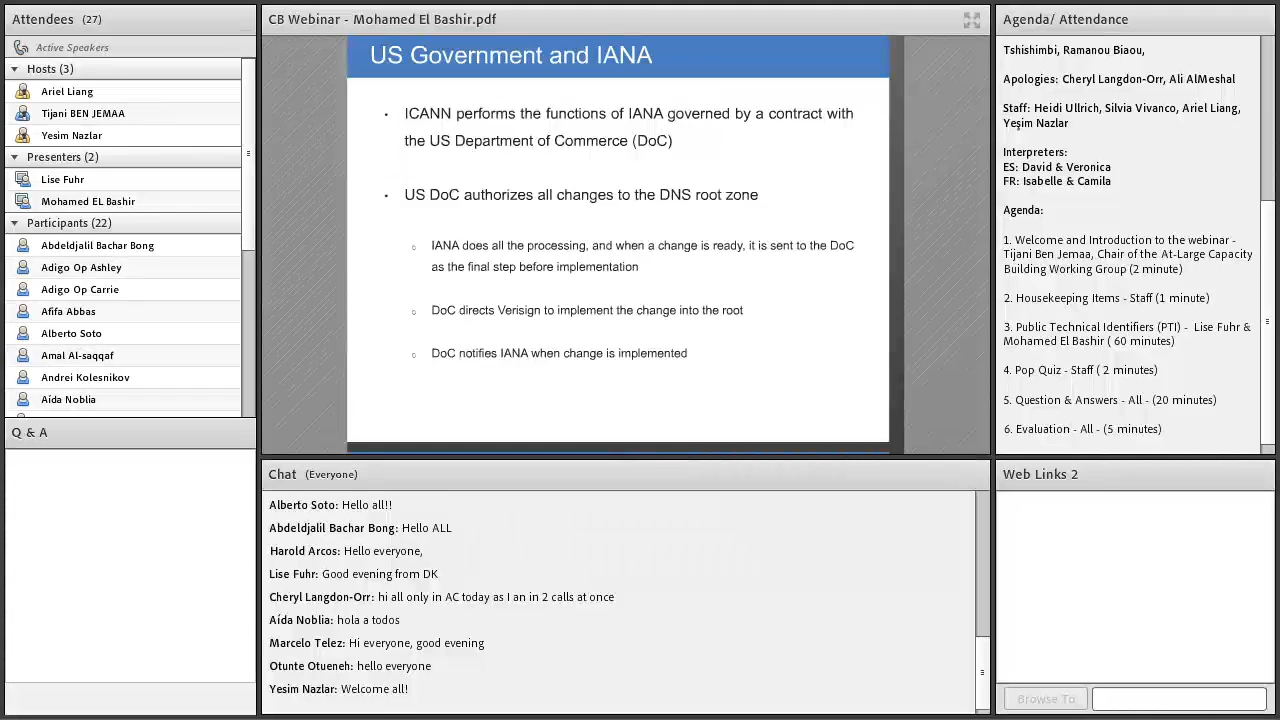 Attendees (27)
Active Speakers
Hosts (3)
Ariel Liang
Tijani BEN JEMAA
Yesim Nazlar
Presenters (2)
Lise Fuhr
Mohamed EL Bashir
Participants (22)
Abdeldjalil Bachar Bong
Adigo Op Ashley
Adigo Op Carrie
Afifa Abbas
Alberto Soto
Amal Al-saqqaf
Andrei Kolesnikov
Aída Noblia
Q & A
CB Webinar - Mohamed El Bashir.pdf
US Government and IANA
• ICANN performs the functions of IANA governed by a contract with
the US Department of Commerce (DoC)
• US DoC authorizes all changes to the DNS root zone
○ IANA does all the processing, and when a change is ready, it is sent to the DoC
as the final step before implementation
○ DoC directs Verisign to implement the change into the root
○ DoC notifies IANA when change is implemented
Chat (Everyone)
Alberto Soto: Hello all!!
Abdeldjalil Bachar Bong: Hello ALL
Harold Arcos: Hello everyone,
Lise Fuhr: Good evening from DK
Cheryl Langdon-Orr: hi all only in AC today as I an in 2 calls at once
Aída Noblia: hola a todos
Marcelo Telez: Hi everyone, good evening
Otunte Otueneh: hello everyone
Yesim Nazlar: Welcome all!
Agenda/ Attendance
Tshishimbi, Ramanou Biaou,
Apologies: Cheryl Langdon-Orr, Ali AlMeshal
Staff: Heidi Ullrich, Silvia Vivanco, Ariel Liang,
Yeşim Nazlar
Interpreters:
ES: David & Veronica
FR: Isabelle & Camila
Agenda:
1. Welcome and Introduction to the webinar -
Tijani Ben Jemaa, Chair of the At-Large Capacity
Building Working Group (2 minute)
2. Housekeeping Items - Staff (1 minute)
3. Public Technical Identifiers (PTI) - Lise Fuhr &
Mohamed El Bashir ( 60 minutes)
4. Pop Quiz - Staff ( 2 minutes)
5. Question & Answers - All - (20 minutes)
6. Evaluation - All - (5 minutes)
Web Links 2
Browse To